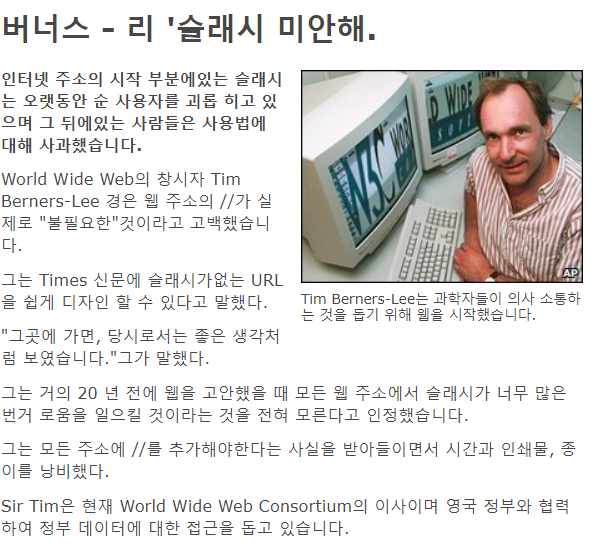 버너스 - 리 '슬래시 미안해.
인터넷 주소의 시작 부분에있는 슬래시
는 오랫동안 순 사용자를 괴롭 히고 있
으며 그 뒤에있는 사람들은 사용법에
대해 사과했습니다.
World Wide Web의 창시자 Tim
Berners-Lee 경은 웹 주소의 //가 실
제로 "불필요한"것이라고 고백했습니
다.
그는 Times 신문에 슬래시가없는 URL
을 쉽게 디자인 할 수 있다고 말했다.
"그곳에 가면, 당시로서는 좋은 생각처
럼 보였습니다."그가 말했다.
W3C WORL
WIDE WE
AP
Tim Berners-Lee는 과학자들이 의사 소통하
는 것을 돕기 위해 웹을 시작했습니다.
그는 거의 20 년 전에 웹을 고안했을 때 모든 웹 주소에서 슬래시가 너무 많은
번거 로움을 일으킬 것이라는 것을 전혀 모른다고 인정했습니다.
그는 모든 주소에 //를 추가해야한다는 사실을 받아들이면서 시간과 인쇄물, 종
이를 낭비했다.
Sir Tim은 현재 World Wide Web Consortium의 이사이며 영국 정부와 협력
하여 정부 데이터에 대한 접근을 돕고 있습니다.